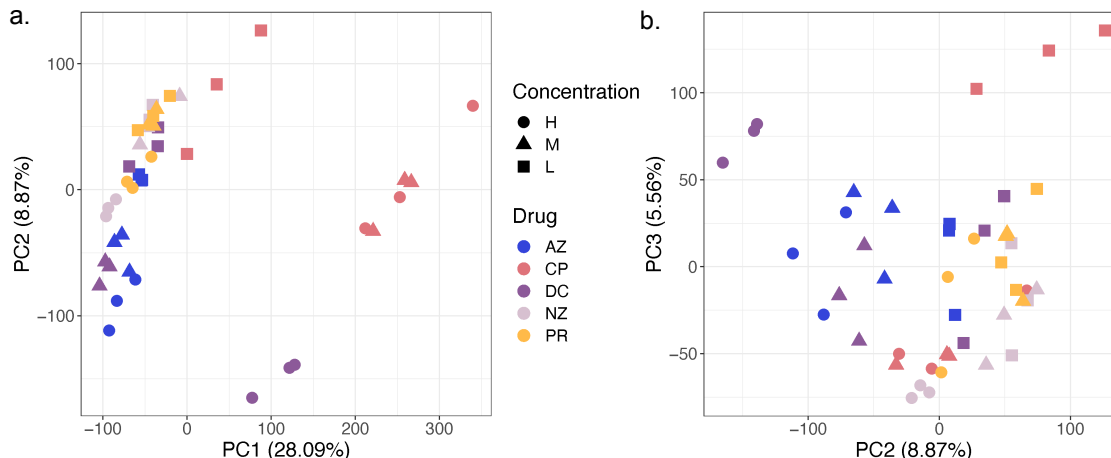 a.
100
0
−100
PC2 (8.87%)
−100
0
100
200
300
PC1 (28.09%)
Concentration
H
M
L
Drug
AZ
CP
DC
NZ
PR
b.
100
50
0
−50
PC3 (5.56%)
−100
0
100
PC2 (8.87%)